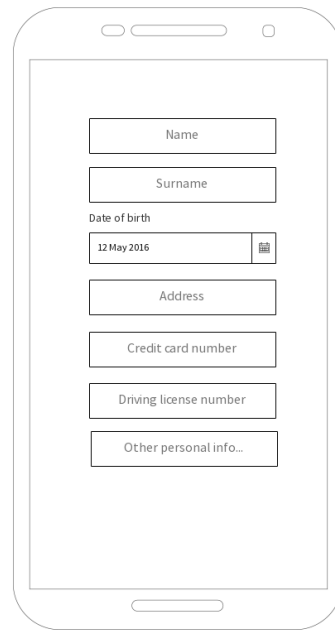 Name
Surname
Date of birth
12 May 2016
Address
Credit card number
Driving license number
Other personal info...